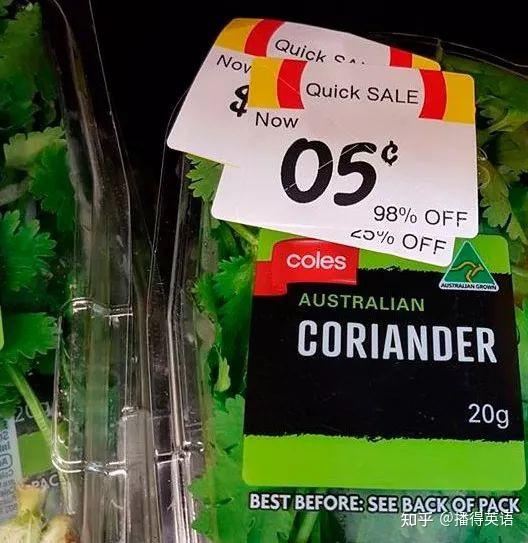 Quick SA
Now
$
Quick SALE
Now
05¢
98% OFF
25% OFF
coles
AUSTRALIAN GROWN
AUSTRALIAN
CORIANDER
20g
BEST BEFORE: SEE BACK OF PACK
知乎 @播得英语